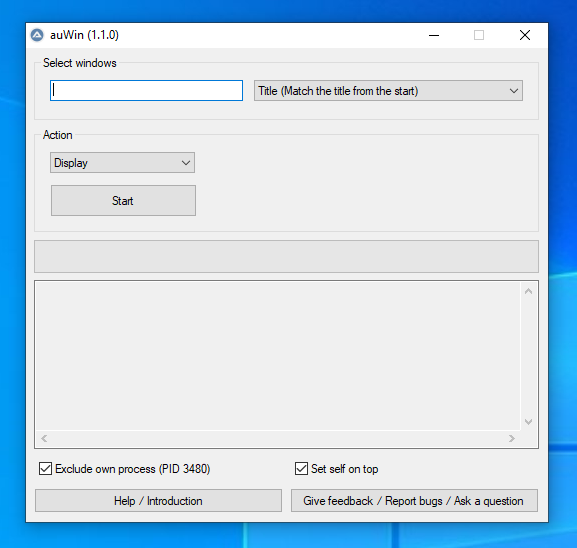 auWin (1.1.0)
Select windows
Title (Match the title from the start)
Action
Display
Start
Exclude own process (PID 3480)
Set self on top
Help / Introduction
Give feedback / Report bugs / Ask a question